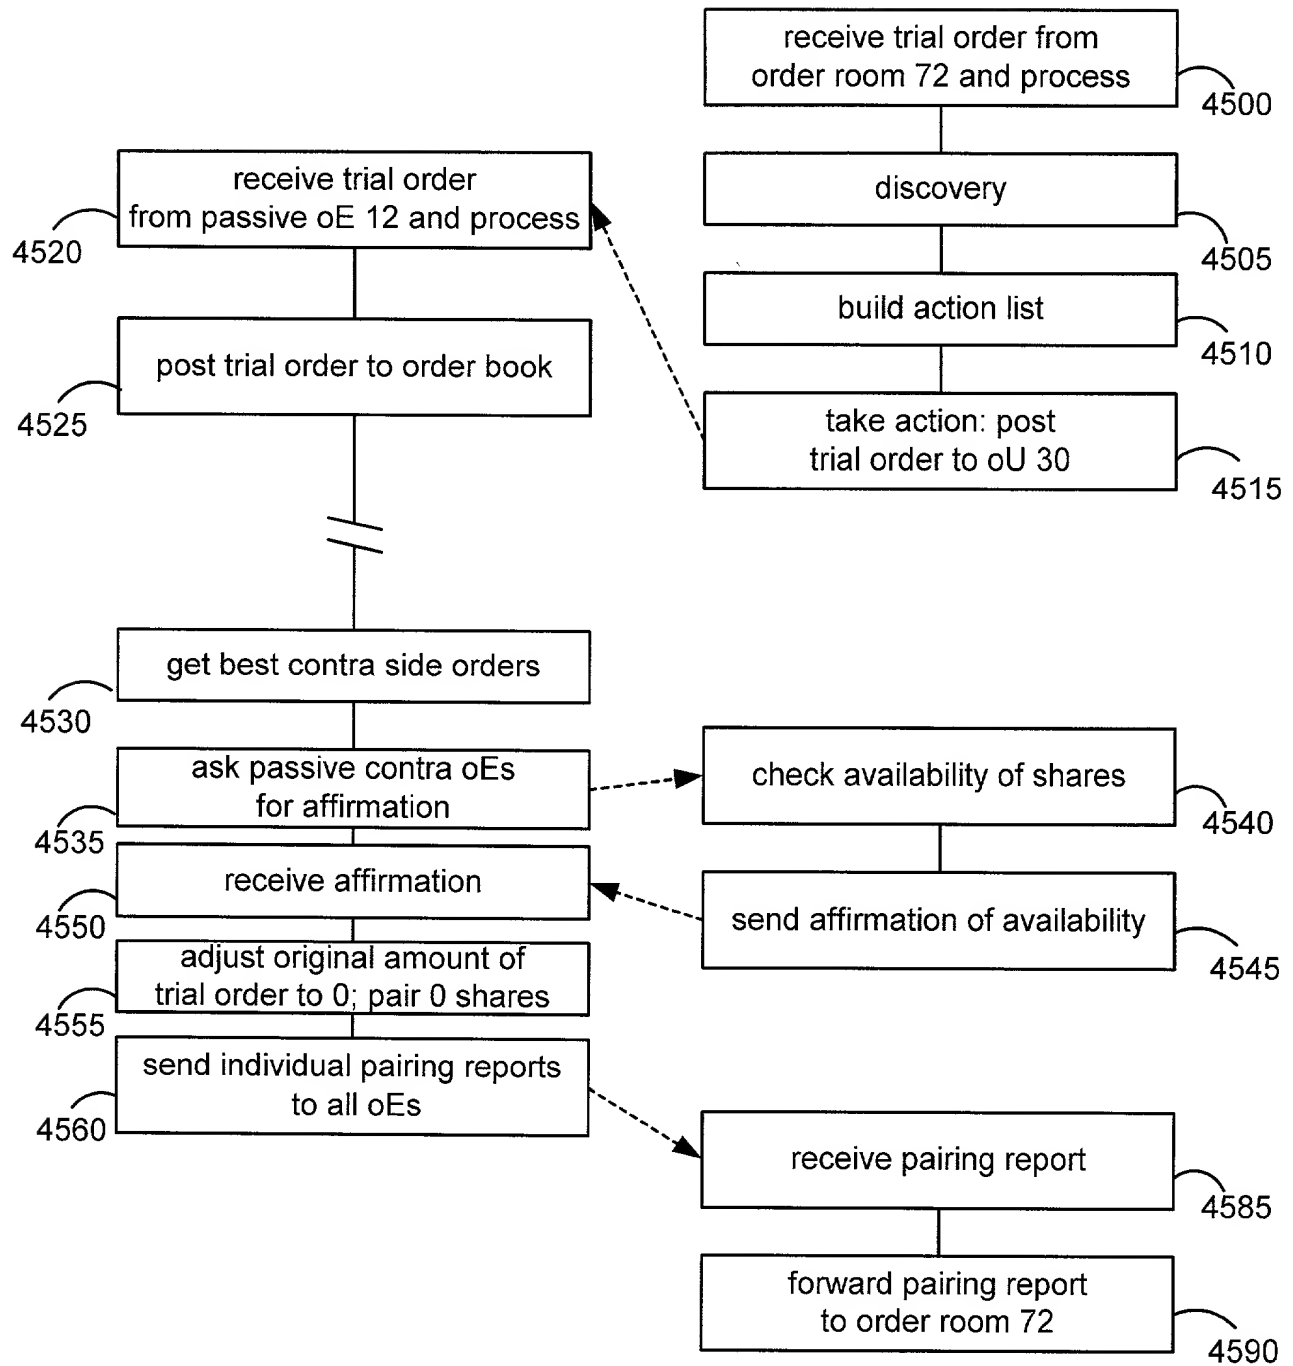 receive trial order from
order room 72 and process
4500
discovery
4505
build action list
4510
take action: post
trial order to oU 30
4515
receive trial order
from passive oE 12 and process
4520
post trial order to order book
4525
get best contra side orders
4530
ask passive contra oEs
for affirmation
4535
check availability of shares
4540
send affirmation of availability
4545
receive affirmation
4550
adjust original amount of
trial order to 0; pair 0 shares
4555
send individual pairing reports
to all oEs
4560
receive pairing report
4585
forward pairing report
to order room 72
4590